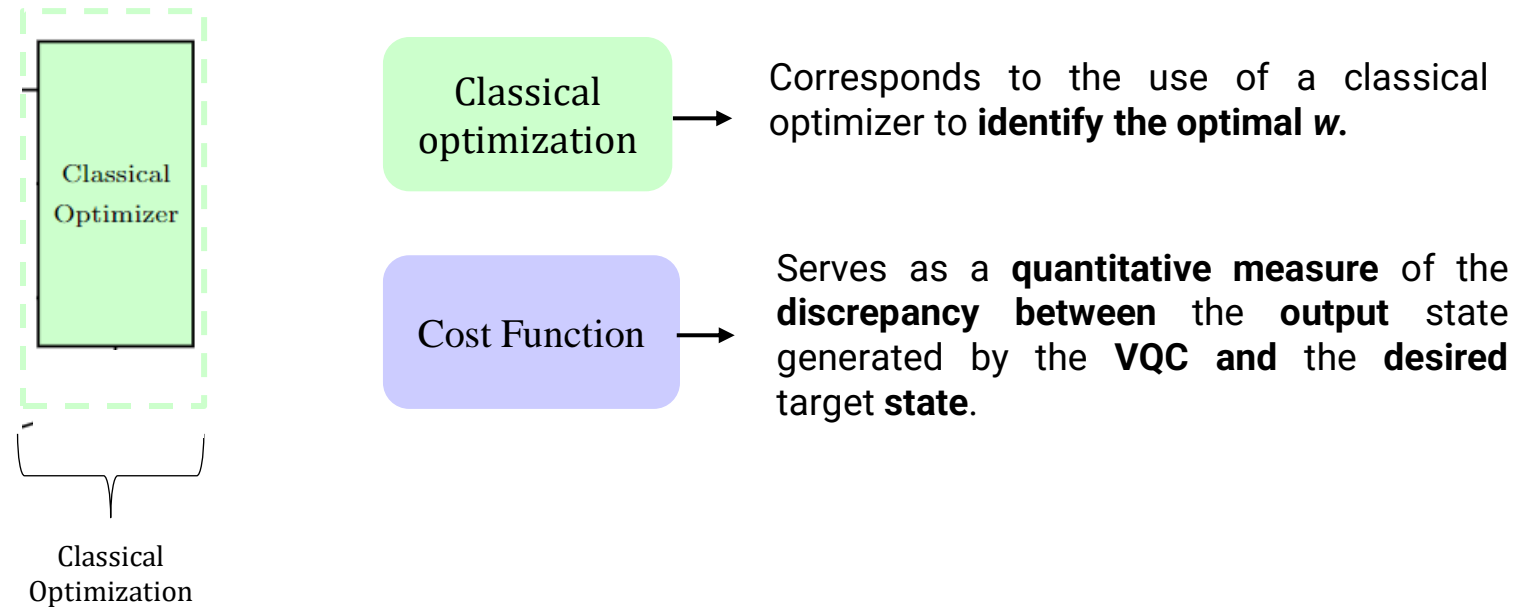 Classical
Optimizer
Classical
Optimization
Classical
optimization
Corresponds to the use of a classical
optimizer to identify the optimal w.
Cost Function
Serves as a quantitative measure of the
discrepancy between the output state
generated by the VQC and the desired
target state.